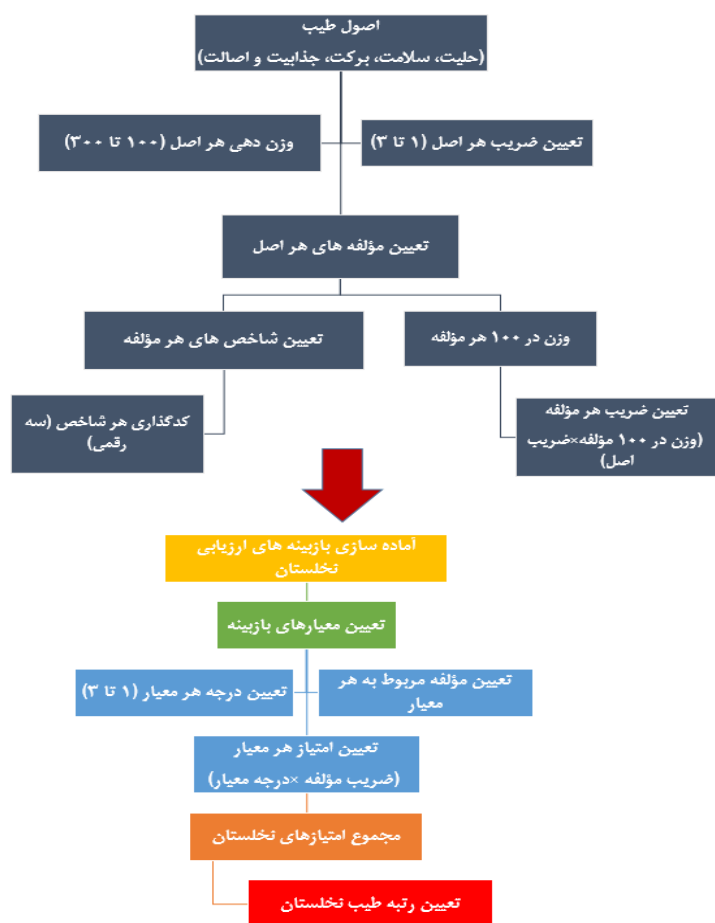 اصول طیب
(حلیت، سلامت، برکت، جذابیت و اصالت)
تعیین ضریب هر اصل (۱ تا ۳)
وزن دهی هر اصل (۱۰۰ تا ۳۰۰)
تعیین مؤلفه های هر اصل
وزن در ۱۰۰ هر مؤلفه
تعیین شاخص های هر مؤلفه
تعیین ضریب هر مؤلفه
(وزن در ۱۰۰ مؤلفه×ضریب
اصل)
کدگذاری هر شاخص (سه
رقمی)
آماده سازی بازبینه های ارزیابی
نخلستان
تعیین معیارهای بازبینه
تعیین مؤلفه مربوط به هر
معیار
تعیین درجه هر معیار (۱ تا ۳)
تعیین امتیاز هر معیار
(ضریب مؤلفه ×درجه معیار)
مجموع امتیازهای نخلستان
تعیین رتبه طیب نخلستان